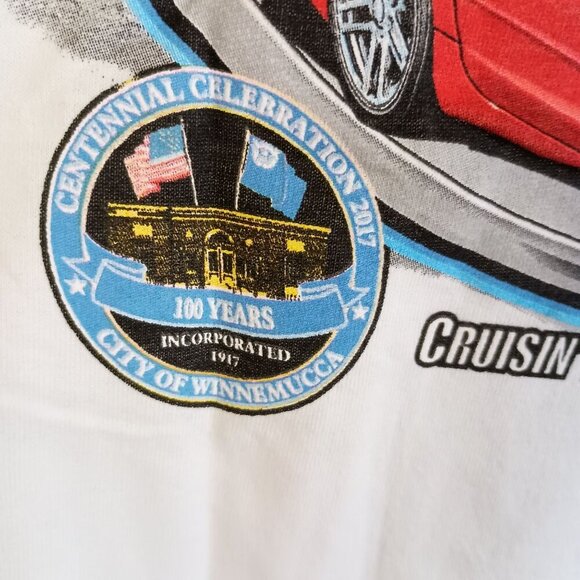 CENTENNIAL CELEBRATION 2017
100 YEARS
INCORPORATED
1917
CITY OF WINNEMUCCA
CRUISIN